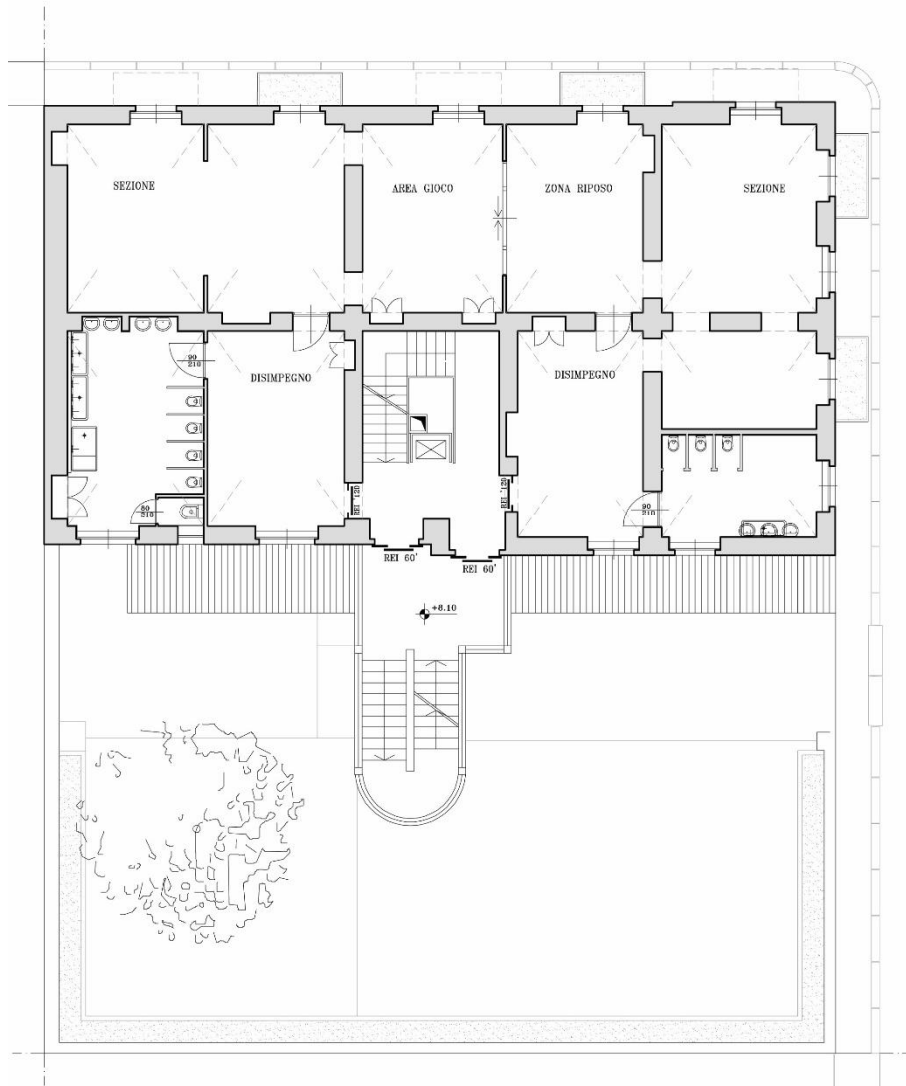 SEZIONE
AREA GIOCO
ZONA RIPOSO
SEZIONE
90
210
DISIMPEGNO
DISIMPEGNO
REI 120
REI 120
80
210
90
210
REI 60'
REI 60'
+8.10